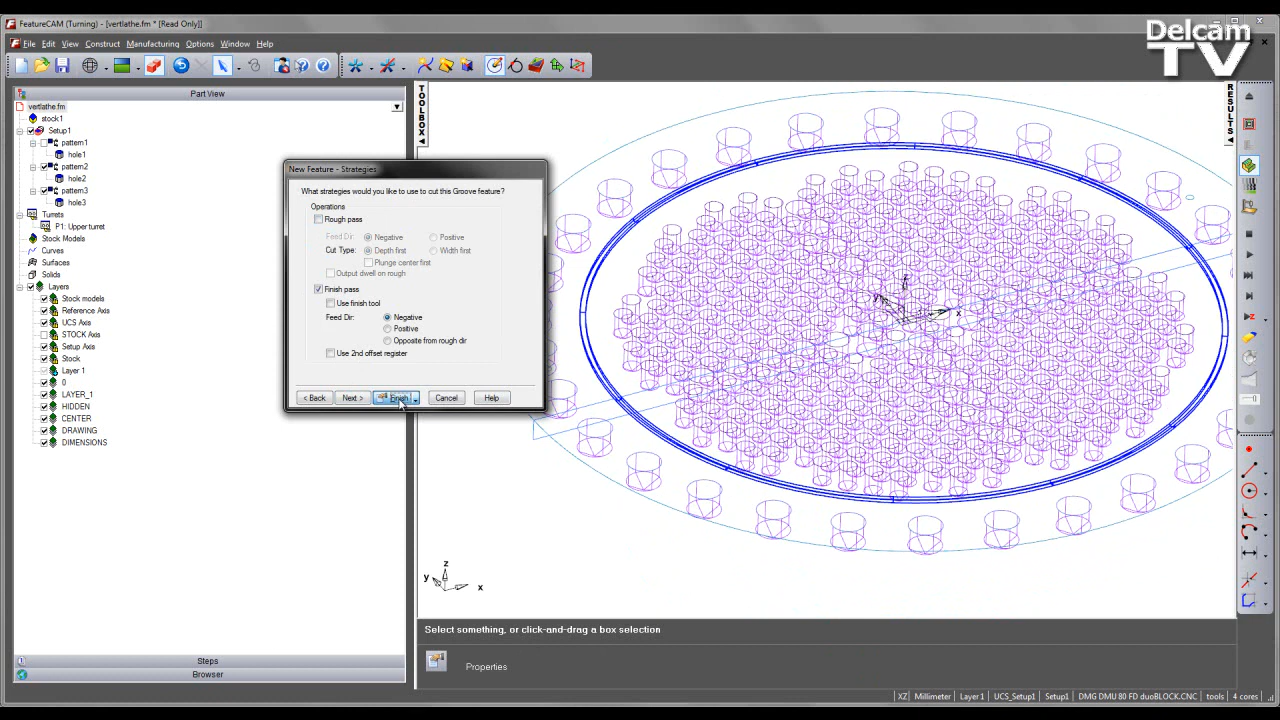 FeatureCAM (Turning) - [vertlathe.fm * [Read Only]]
Delcam
TV
File Edit View Construct Manufacturing Options Window Help
Part View
vertlathe.fm
stock1
Setup1
pattern1
hole1
pattern2
hole2
pattern3
hole3
Turrets
P1: Upper turret
Stock Models
Curves
Surfaces
Solids
Layers
Stock models
Reference Axis
UCS Axis
STOCK Axis
Setup Axis
Stock
Layer 1
0
LAYER_1
HIDDEN
CENTER
DRAWING
DIMENSIONS
Steps
Browser
TOOLBOX
RESULTS
New Feature - Strategies
What strategies would you like to use to cut this Groove feature?
Operations
Rough pass
Feed Dir: Negative Positive
Cut Type: Depth first Width first
Plunge center first
Output dwell on rough
Finish pass
Use finish tool
Feed Dir: Negative
Positive
Opposite from rough dir
Use 2nd offset register
< Back Next > Finish Cancel Help
z
y x
z
y x
Select something, or click-and-drag a box selection
Properties
XZ Millimeter Layer 1 UCS_Setup1 Setup1 DMG DMU 80 FD duoBLOCK.CNC tools 4 cores